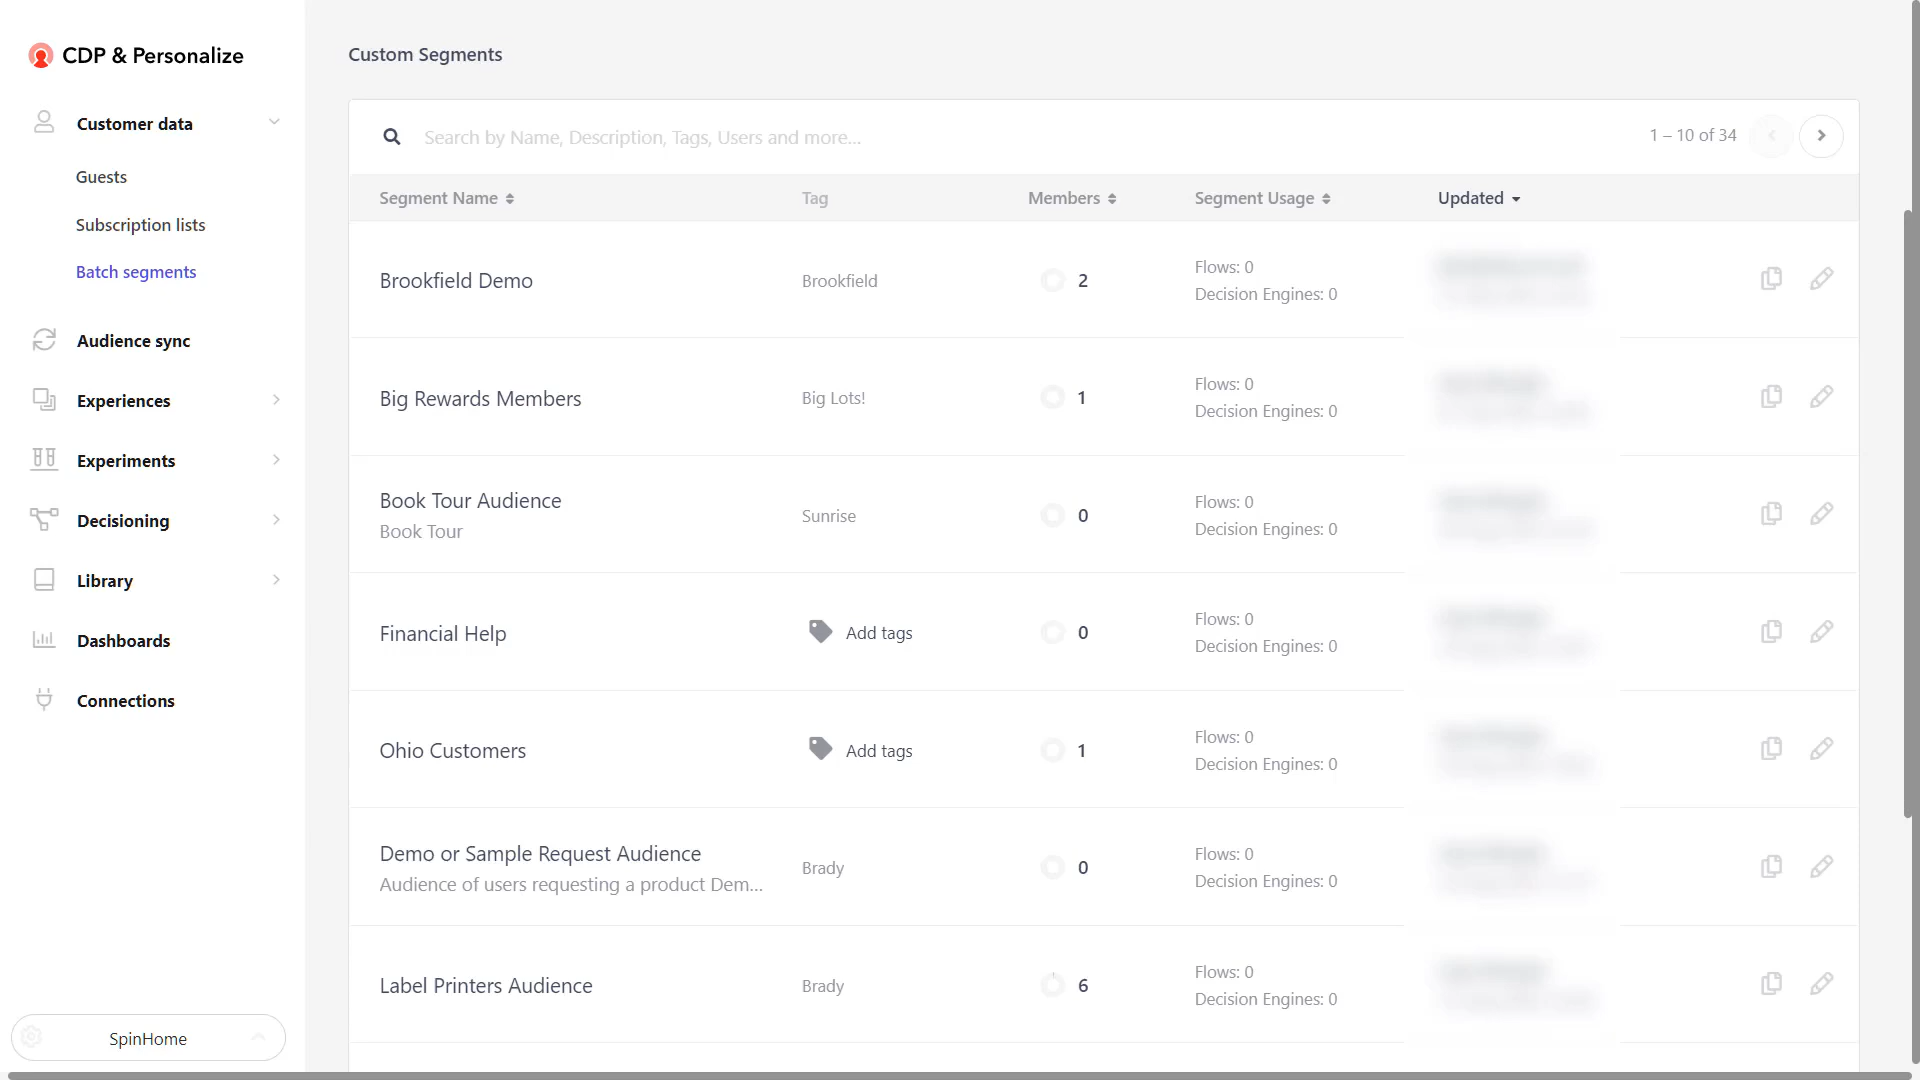 CDP & Personalize
Customer data
Guests
Subscription lists
Batch segments
Audience sync
Experiences
Experiments
Decisioning
Library
Dashboards
Connections
SpinHome
Custom Segments
Search by Name, Description, Tags, Users and more...
1 – 10 of 34
Segment Name Tag Members Segment Usage Updated
Brookfield Demo Brookfield 2 Flows: 0
Decision Engines: 0
Big Rewards Members Big Lots! 1 Flows: 0
Decision Engines: 0
Book Tour Audience Sunrise 0 Flows: 0
Book Tour Decision Engines: 0
Financial Help Add tags 0 Flows: 0
Decision Engines: 0
Ohio Customers Add tags 1 Flows: 0
Decision Engines: 0
Demo or Sample Request Audience Brady 0 Flows: 0
Audience of users requesting a product Dem... Decision Engines: 0
Label Printers Audience Brady 6 Flows: 0
Decision Engines: 0